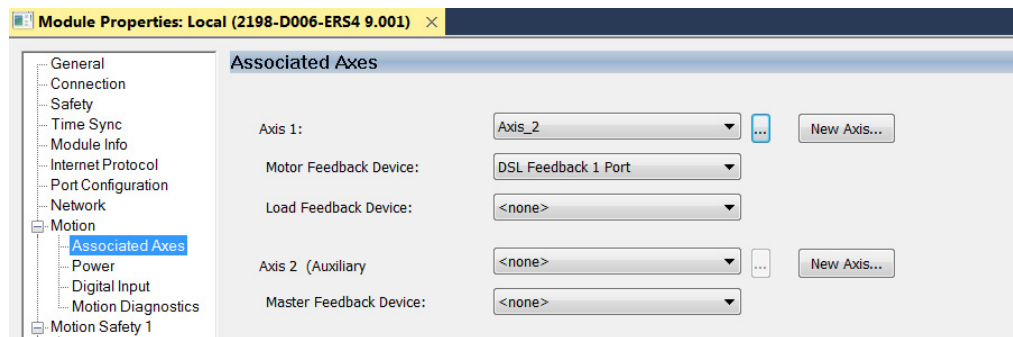 Module Properties: Local (2198-D006-ERS4 9.001) ×
General
Connection
Safety
Time Sync
Module Info
Internet Protocol
Port Configuration
Network
Motion
Associated Axes
Power
Digital Input
Motion Diagnostics
Motion Safety 1
Associated Axes
Axis 1: Axis_2 ... New Axis...
Motor Feedback Device: DSL Feedback 1 Port
Load Feedback Device: <none>
Axis 2 (Auxiliary <none> ... New Axis...
Master Feedback Device: <none>